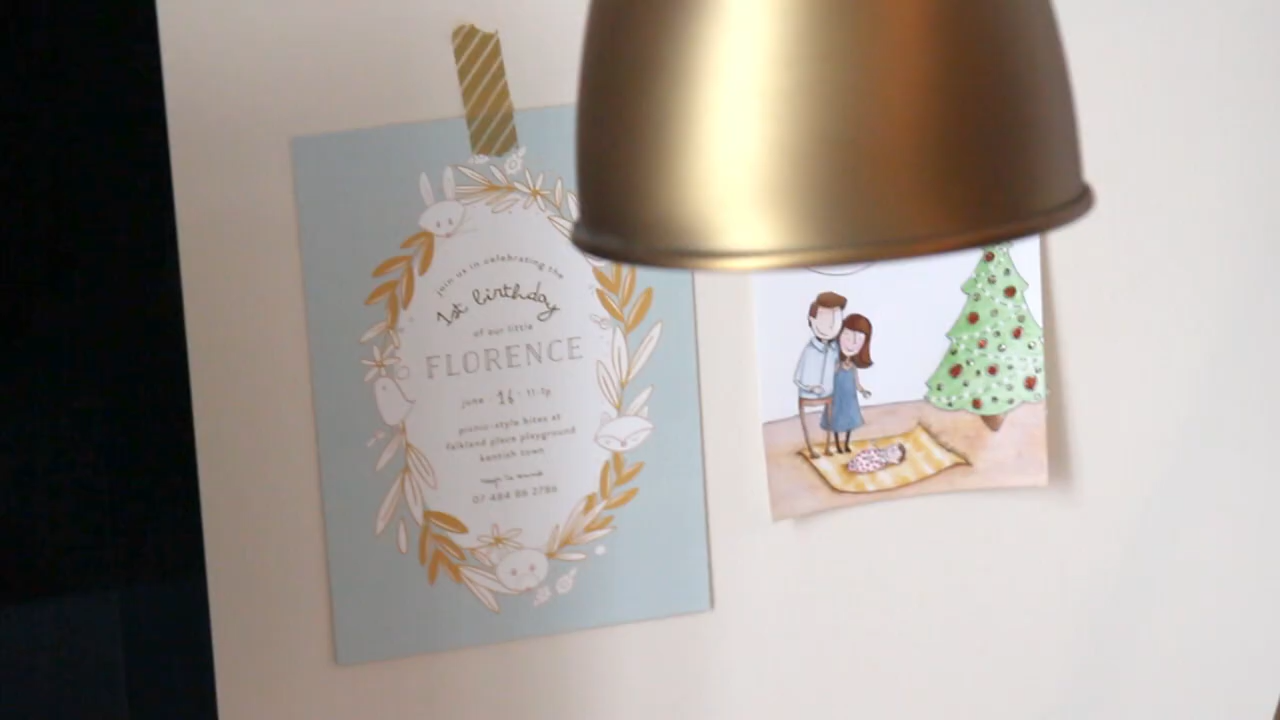 join us in celebrating the
1st birthday
of our little
FLORENCE
june 16 11-1p
picnic-style bites at
falkland place playground
kentish town
07 484 86 2786